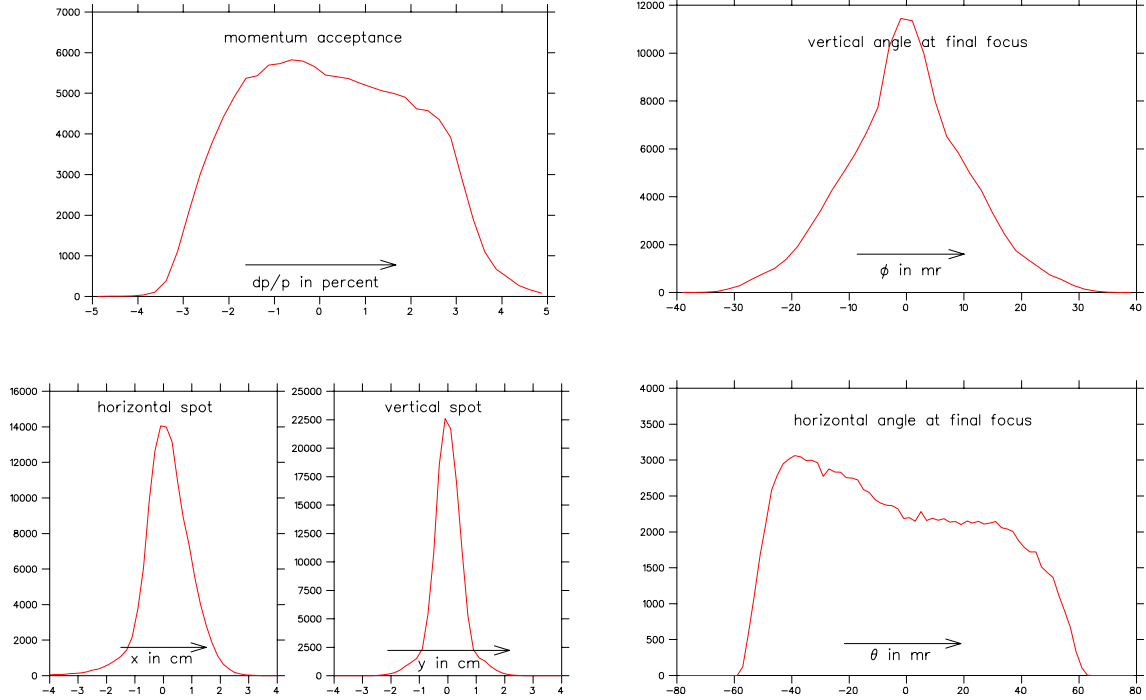 momentum acceptance
7000
6000
5000
4000
3000
2000
1000
0
−5 −4 −3 −2 −1 0 1 2 3 4 5
dp/p in percent
vertical angle at final focus
12000
10000
8000
6000
4000
2000
0
−40 −30 −20 −10 0 10 20 30 40
ϕ in mr
horizontal spot
16000
14000
12000
10000
8000
6000
4000
2000
0
−4 −3 −2 −1 0 1 2 3 4
x in cm
vertical spot
25000
22500
20000
17500
15000
12500
10000
7500
5000
2500
0
−4 −3 −2 −1 0 1 2 3 4
y in cm
horizontal angle at final focus
4000
3500
3000
2500
2000
1500
1000
500
0
−80 −60 −40 −20 0 20 40 60 80
θ in mr